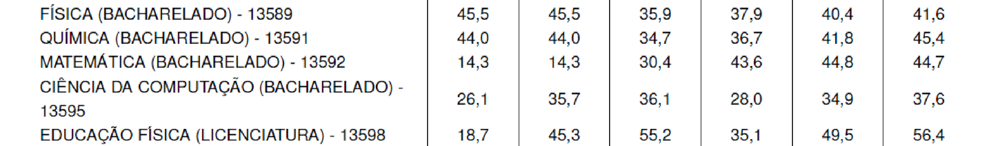 FÍSICA (BACHARELADO) - 13589 45,5 45,5 35,9 37,9 40,4 41,6
QUÍMICA (BACHARELADO) - 13591 44,0 44,0 34,7 36,7 41,8 45,4
MATEMÁTICA (BACHARELADO) - 13592 14,3 14,3 30,4 43,6 44,8 44,7
CIÊNCIA DA COMPUTAÇÃO (BACHARELADO) -
13595 26,1 35,7 36,1 28,0 34,9 37,6
EDUCAÇÃO FÍSICA (LICENCIATURA) - 13598 18,7 45,3 55,2 35,1 49,5 56,4